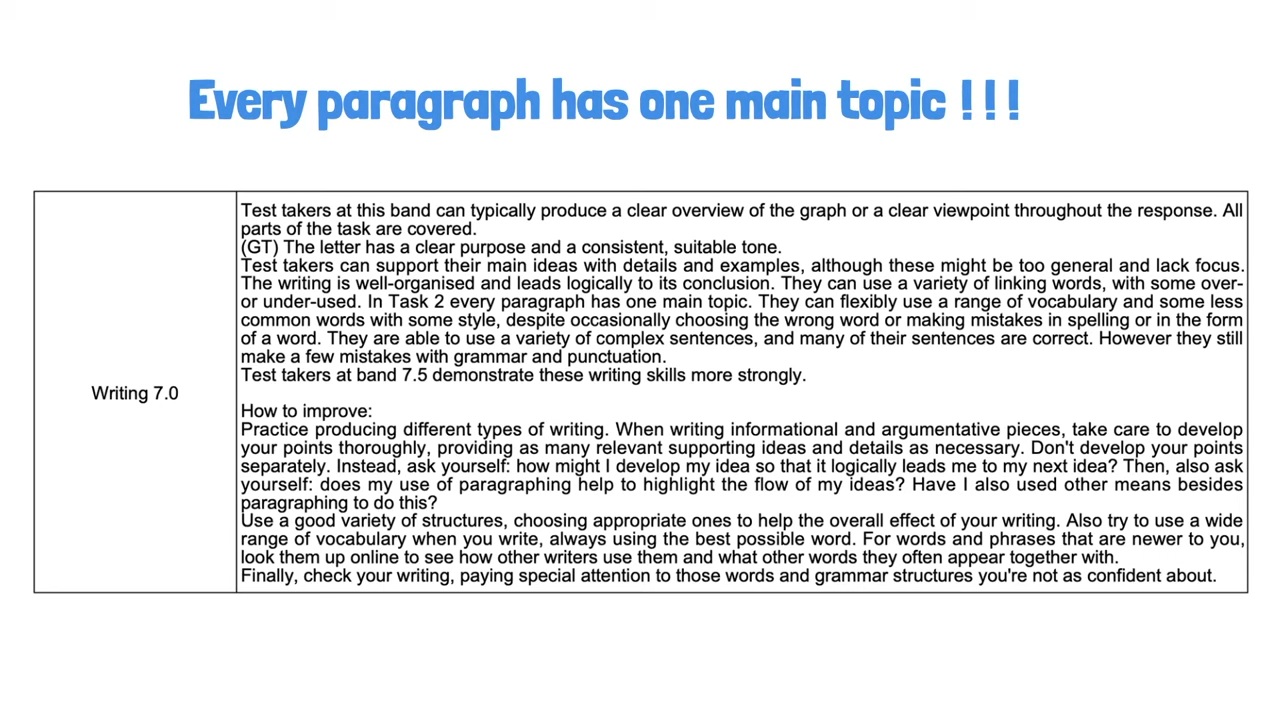 Every paragraph has one main topic !!!
Writing 7.0
Test takers at this band can typically produce a clear overview of the graph or a clear viewpoint throughout the response. All
parts of the task are covered.
(GT) The letter has a clear purpose and a consistent, suitable tone.
Test takers can support their main ideas with details and examples, although these might be too general and lack focus.
The writing is well-organised and leads logically to its conclusion. They can use a variety of linking words, with some over-
or under-used. In Task 2 every paragraph has one main topic. They can flexibly use a range of vocabulary and some less
common words with some style, despite occasionally choosing the wrong word or making mistakes in spelling or in the form
of a word. They are able to use a variety of complex sentences, and many of their sentences are correct. However they still
make a few mistakes with grammar and punctuation.
Test takers at band 7.5 demonstrate these writing skills more strongly.
How to improve:
Practice producing different types of writing. When writing informational and argumentative pieces, take care to develop
your points thoroughly, providing as many relevant supporting ideas and details as necessary. Don't develop your points
separately. Instead, ask yourself: how might I develop my idea so that it logically leads me to my next idea? Then, also ask
yourself: does my use of paragraphing help to highlight the flow of my ideas? Have I also used other means besides
paragraphing to do this?
Use a good variety of structures, choosing appropriate ones to help the overall effect of your writing. Also try to use a wide
range of vocabulary when you write, always using the best possible word. For words and phrases that are newer to you,
look them up online to see how other writers use them and what other words they often appear together with.
Finally, check your writing, paying special attention to those words and grammar structures you're not as confident about.